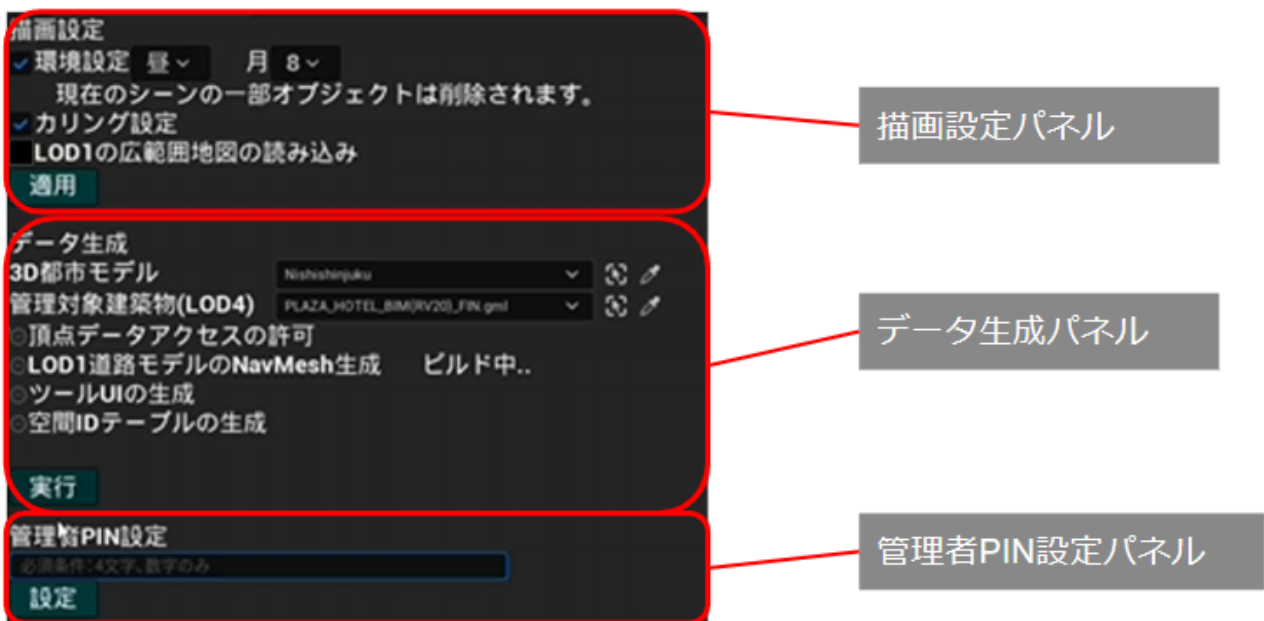 描画設定
環境設定 昼 月 8
現在のシーンの一部オブジェクトは削除されます。
カリング設定
LOD1の広範囲地図の読み込み
適用
描画設定パネル
データ生成
3D都市モデル Nishishinjuku
管理対象建築物(LOD4) PLAZA_HOTEL_BIM(RV20)_FIN.gml
頂点データアクセスの許可
LOD1道路モデルのNavMesh生成 ビルド中..
ツールUIの生成
空間IDテーブルの生成
実行
データ生成パネル
管理者PIN設定
必須条件:4文字、数字のみ
設定
管理者PIN設定パネル